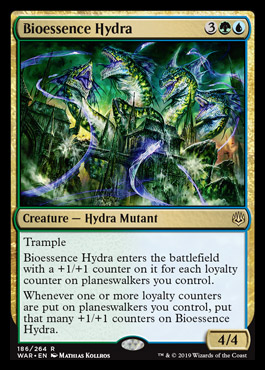 Bioessence Hydra 3
Creature — Hydra Mutant
Trample
Bioessence Hydra enters the battlefield
with a +1/+1 counter on it for each loyalty
counter on planeswalkers you control.
Whenever one or more loyalty counters
are put on planeswalkers you control, put
that many +1/+1 counters on Bioessence
Hydra.
4/4
186/264 R
WAR • EN Mathias Kollros
™ & © 2019 Wizards of the Coast